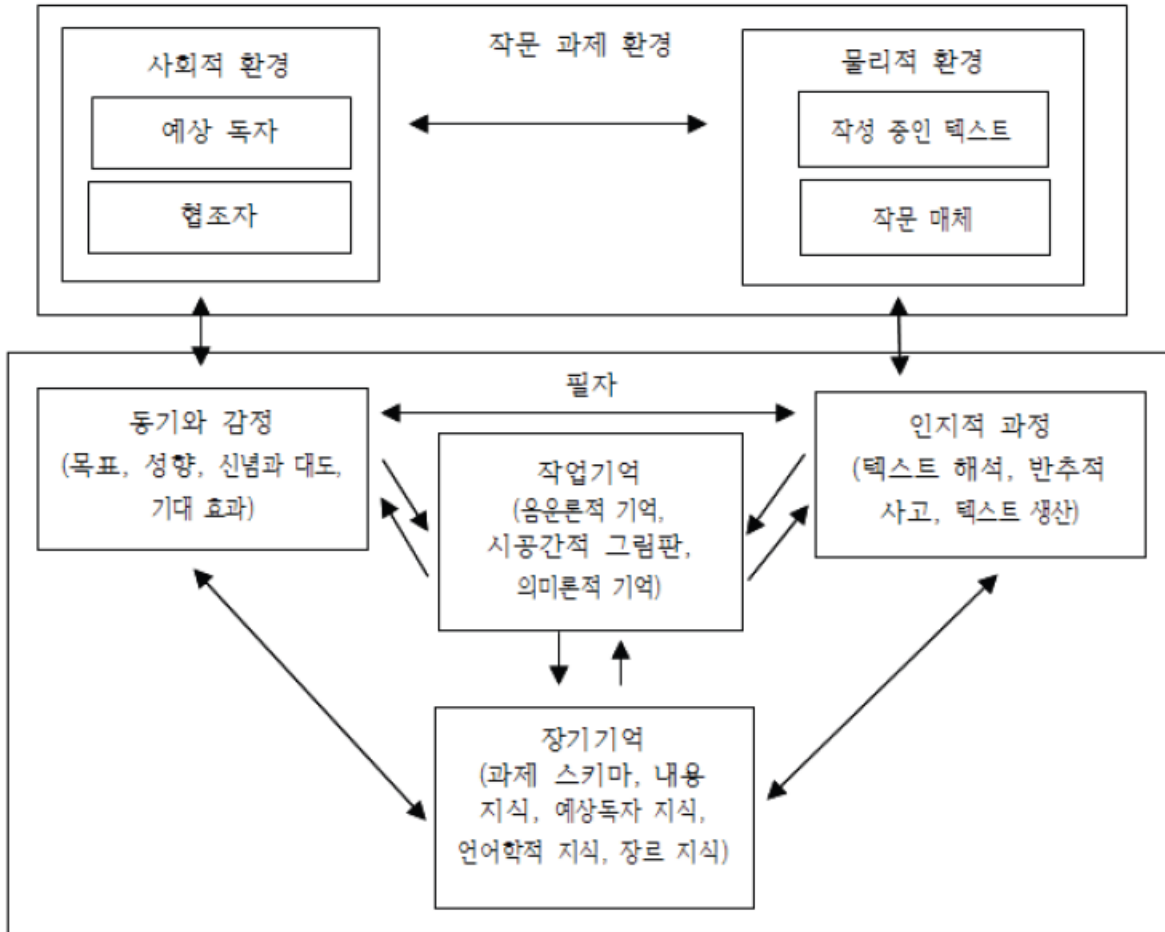 작문 과제 환경
사회적 환경
예상 독자
협조자
물리적 환경
작성 중인 텍스트
작문 매체
필자
동기와 감정
(목표, 성향, 신념과 대도,
기대 효과)
작업기억
(음운론적 기억,
시공간적 그림판,
의미론적 기억)
인지적 과정
(텍스트 해석, 반추적
사고, 텍스트 생산)
장기기억
(과제 스키마, 내용
지식, 예상독자 지식,
언어학적 지식, 장르 지식)